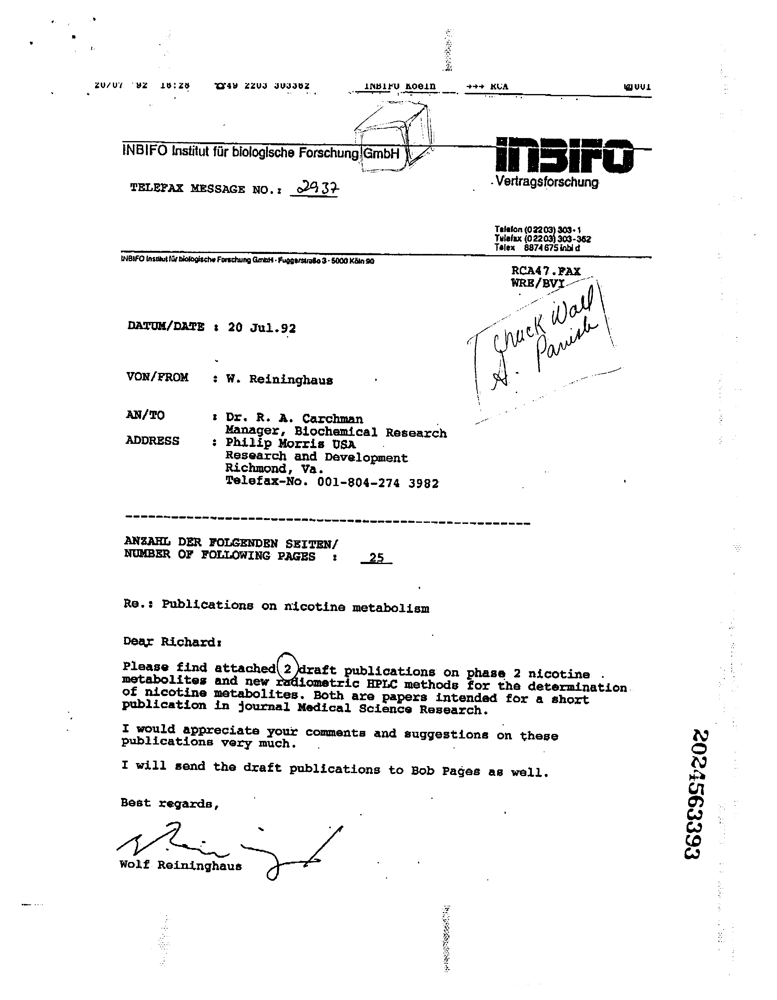 20/07 '92 16:28 ☎49 2203 303362 INBIFO Koeln +++ RCA 001
INBIFO Institut für biologische Forschung GmbH
INBIFO
TELEFAX MESSAGE NO.: 2937
Vertragsforschung
Telefon (0 22 03) 303-1
Telefax (0 22 03) 303-362
Telex 8874675 inbi d
INBIFO Institut für biologische Forschung GmbH · Fuggerstraße 3 · 5000 Köln 90
RCA47.FAX
WRE/BVI
Chuck Wall
A. Parrish
DATUM/DATE : 20 Jul.92
VON/FROM : W. Reininghaus
AN/TO : Dr. R. A. Carchman
Manager, Biochemical Research
ADDRESS : Philip Morris USA
Research and Development
Richmond, Va.
Telefax-No. 001-804-274 3982
ANZAHL DER FOLGENDEN SEITEN/
NUMBER OF FOLLOWING PAGES : 25
Re.: Publications on nicotine metabolism
Dear Richard:
Please find attached 2 draft publications on phase 2 nicotine
metabolites and new radiometric HPLC methods for the determination
of nicotine metabolites. Both are papers intended for a short
publication in journal Medical Science Research.
I would appreciate your comments and suggestions on these
publications very much.
I will send the draft publications to Bob Pages as well.
Best regards,
Wolf Reininghaus
2024563393